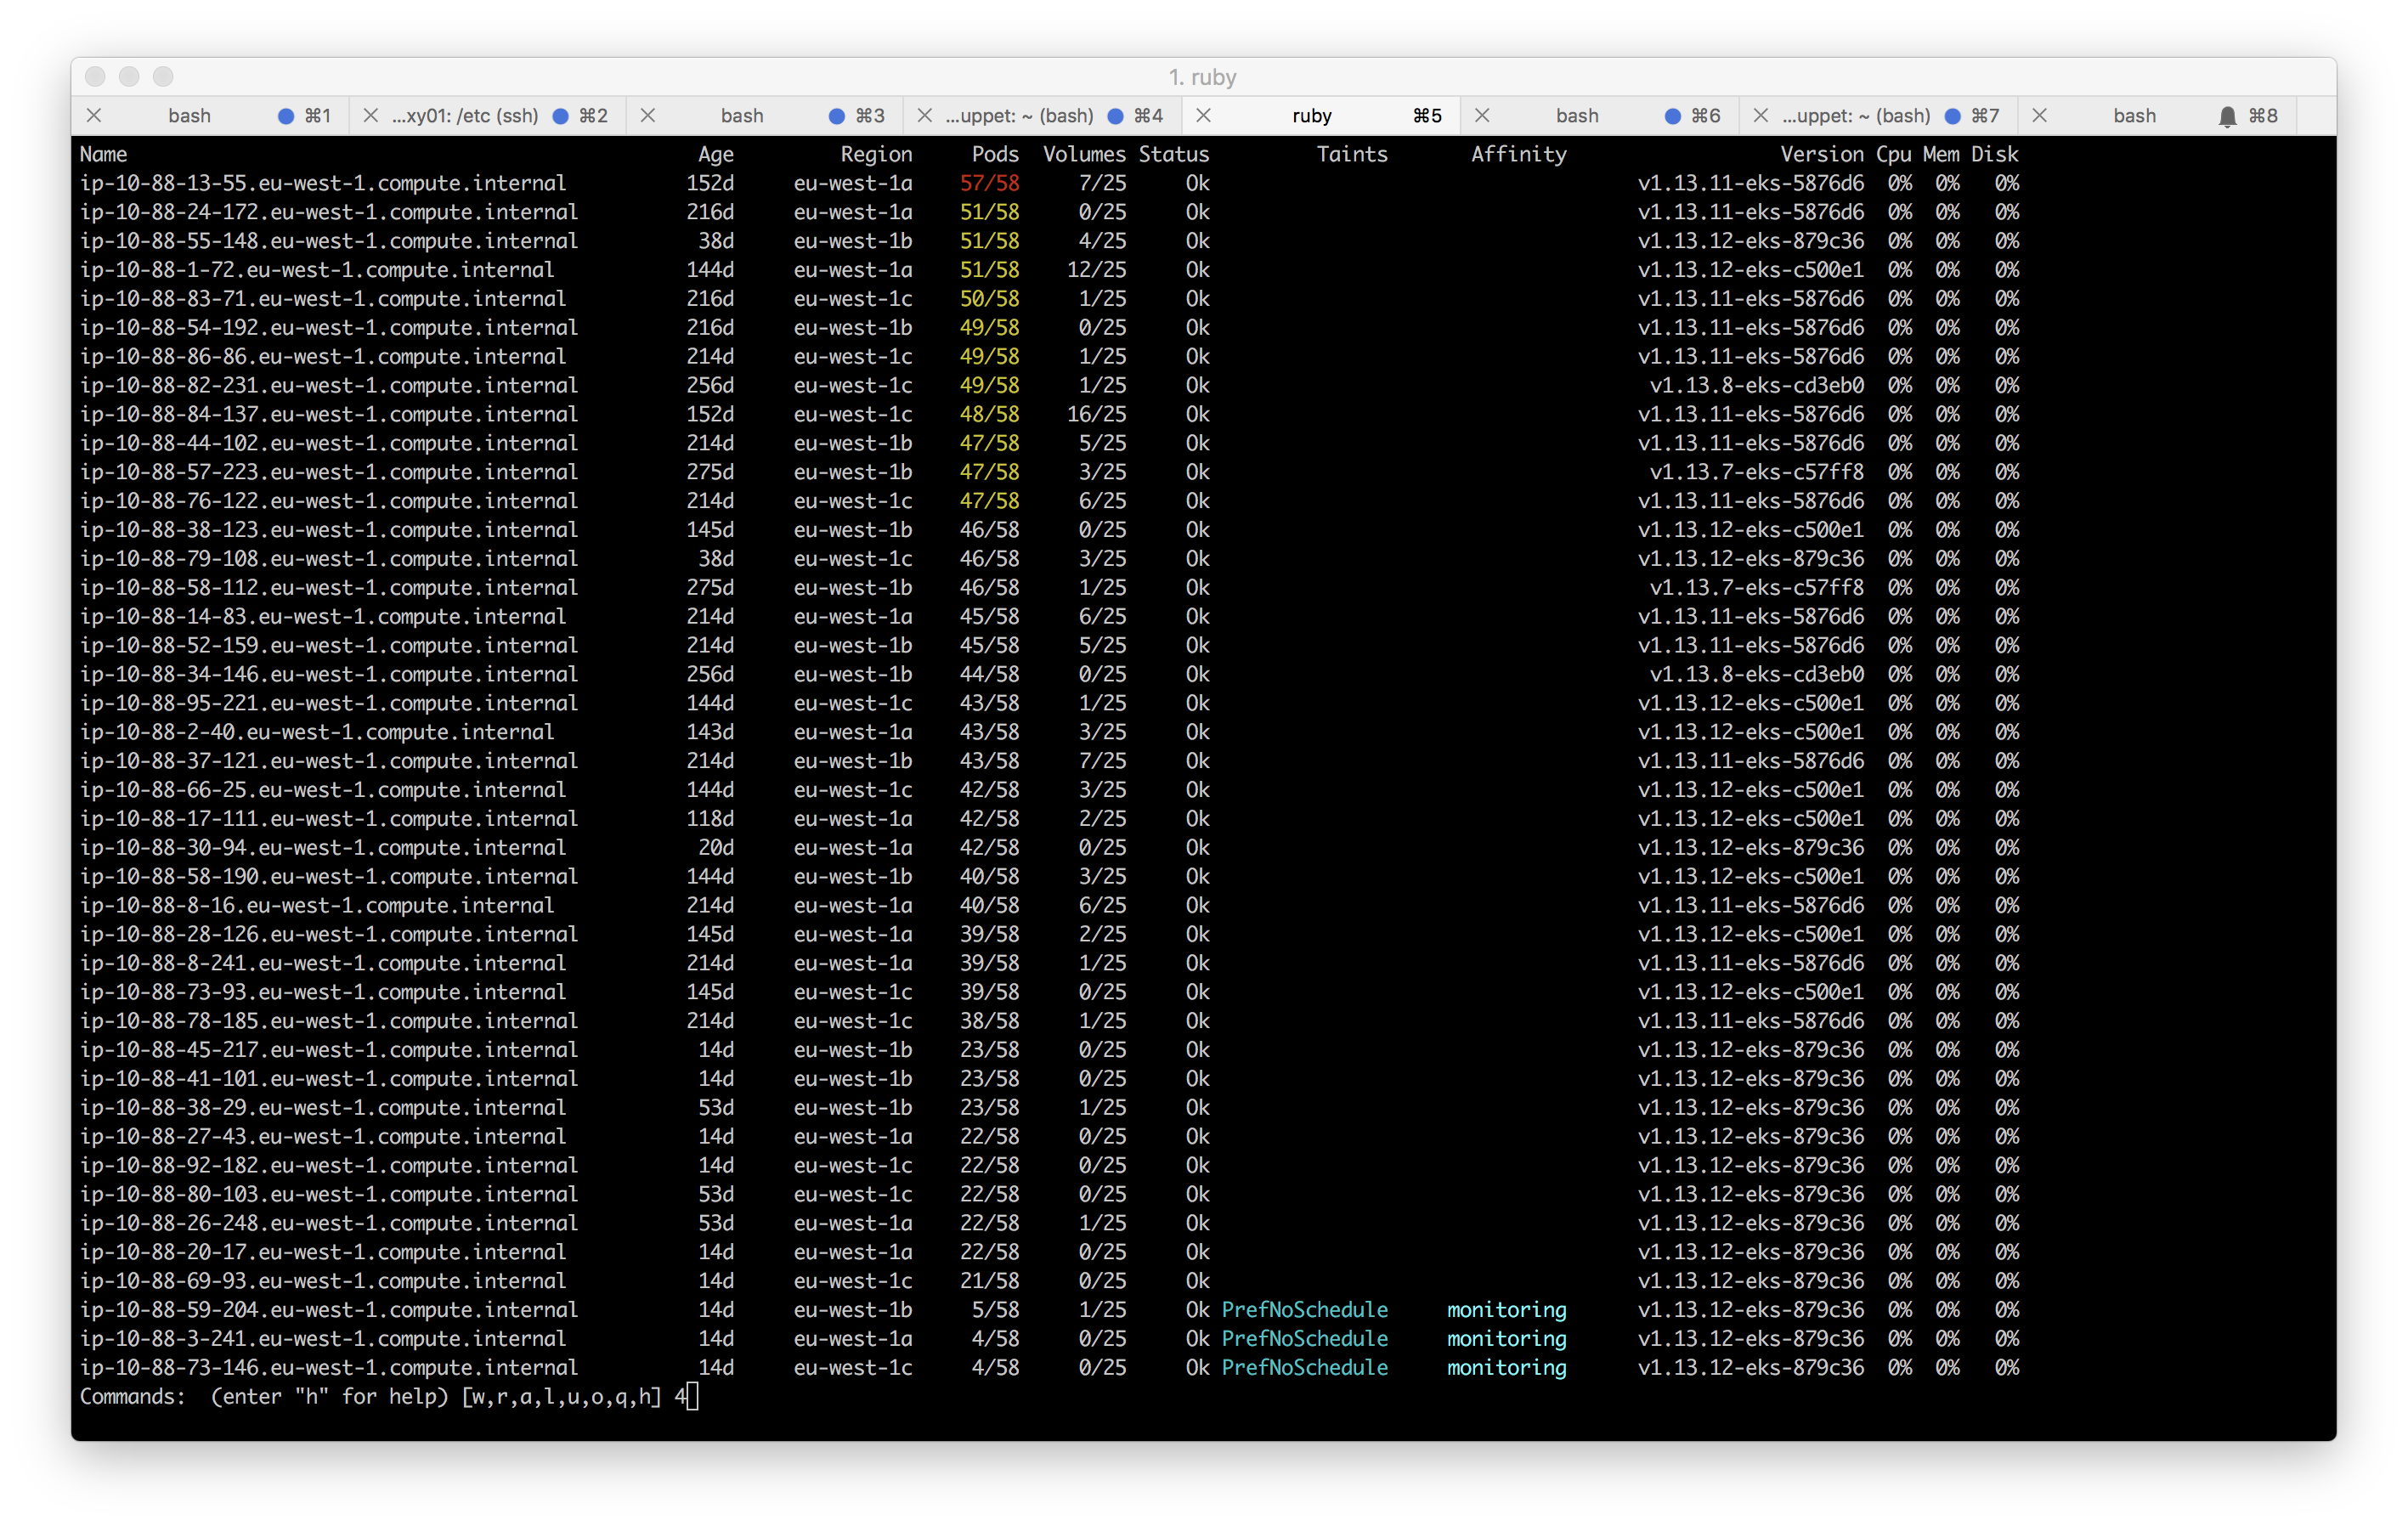 1. ruby
bash ⌘1 ...xy01: /etc (ssh) ⌘2 bash ⌘3 ...uppet: ~ (bash) ⌘4 ruby ⌘5 bash ⌘6 ...uppet: ~ (bash) ⌘7 bash ⌘8
Name Age Region Pods Volumes Status Taints Affinity Version Cpu Mem Disk
ip-10-88-13-55.eu-west-1.compute.internal 152d eu-west-1a 57/58 7/25 Ok v1.13.11-eks-5876d6 0% 0% 0%
ip-10-88-24-172.eu-west-1.compute.internal 216d eu-west-1a 51/58 0/25 Ok v1.13.11-eks-5876d6 0% 0% 0%
ip-10-88-55-148.eu-west-1.compute.internal 38d eu-west-1b 51/58 4/25 Ok v1.13.12-eks-879c36 0% 0% 0%
ip-10-88-1-72.eu-west-1.compute.internal 144d eu-west-1a 51/58 12/25 Ok v1.13.12-eks-c500e1 0% 0% 0%
ip-10-88-83-71.eu-west-1.compute.internal 216d eu-west-1c 50/58 1/25 Ok v1.13.11-eks-5876d6 0% 0% 0%
ip-10-88-54-192.eu-west-1.compute.internal 216d eu-west-1b 49/58 0/25 Ok v1.13.11-eks-5876d6 0% 0% 0%
ip-10-88-86-86.eu-west-1.compute.internal 214d eu-west-1c 49/58 1/25 Ok v1.13.11-eks-5876d6 0% 0% 0%
ip-10-88-82-231.eu-west-1.compute.internal 256d eu-west-1c 49/58 1/25 Ok v1.13.8-eks-cd3eb0 0% 0% 0%
ip-10-88-84-137.eu-west-1.compute.internal 152d eu-west-1c 48/58 16/25 Ok v1.13.11-eks-5876d6 0% 0% 0%
ip-10-88-44-102.eu-west-1.compute.internal 214d eu-west-1b 47/58 5/25 Ok v1.13.11-eks-5876d6 0% 0% 0%
ip-10-88-57-223.eu-west-1.compute.internal 275d eu-west-1b 47/58 3/25 Ok v1.13.7-eks-c57ff8 0% 0% 0%
ip-10-88-76-122.eu-west-1.compute.internal 214d eu-west-1c 47/58 6/25 Ok v1.13.11-eks-5876d6 0% 0% 0%
ip-10-88-38-123.eu-west-1.compute.internal 145d eu-west-1b 46/58 0/25 Ok v1.13.12-eks-c500e1 0% 0% 0%
ip-10-88-79-108.eu-west-1.compute.internal 38d eu-west-1c 46/58 3/25 Ok v1.13.12-eks-879c36 0% 0% 0%
ip-10-88-58-112.eu-west-1.compute.internal 275d eu-west-1b 46/58 1/25 Ok v1.13.7-eks-c57ff8 0% 0% 0%
ip-10-88-14-83.eu-west-1.compute.internal 214d eu-west-1a 45/58 6/25 Ok v1.13.11-eks-5876d6 0% 0% 0%
ip-10-88-52-159.eu-west-1.compute.internal 214d eu-west-1b 45/58 5/25 Ok v1.13.11-eks-5876d6 0% 0% 0%
ip-10-88-34-146.eu-west-1.compute.internal 256d eu-west-1b 44/58 0/25 Ok v1.13.8-eks-cd3eb0 0% 0% 0%
ip-10-88-95-221.eu-west-1.compute.internal 144d eu-west-1c 43/58 1/25 Ok v1.13.12-eks-c500e1 0% 0% 0%
ip-10-88-2-40.eu-west-1.compute.internal 143d eu-west-1a 43/58 3/25 Ok v1.13.12-eks-c500e1 0% 0% 0%
ip-10-88-37-121.eu-west-1.compute.internal 214d eu-west-1b 43/58 7/25 Ok v1.13.11-eks-5876d6 0% 0% 0%
ip-10-88-66-25.eu-west-1.compute.internal 144d eu-west-1c 42/58 3/25 Ok v1.13.12-eks-c500e1 0% 0% 0%
ip-10-88-17-111.eu-west-1.compute.internal 118d eu-west-1a 42/58 2/25 Ok v1.13.12-eks-c500e1 0% 0% 0%
ip-10-88-30-94.eu-west-1.compute.internal 20d eu-west-1a 42/58 0/25 Ok v1.13.12-eks-879c36 0% 0% 0%
ip-10-88-58-190.eu-west-1.compute.internal 144d eu-west-1b 40/58 3/25 Ok v1.13.12-eks-c500e1 0% 0% 0%
ip-10-88-8-16.eu-west-1.compute.internal 214d eu-west-1a 40/58 6/25 Ok v1.13.11-eks-5876d6 0% 0% 0%
ip-10-88-28-126.eu-west-1.compute.internal 145d eu-west-1a 39/58 2/25 Ok v1.13.12-eks-c500e1 0% 0% 0%
ip-10-88-8-241.eu-west-1.compute.internal 214d eu-west-1a 39/58 1/25 Ok v1.13.11-eks-5876d6 0% 0% 0%
ip-10-88-73-93.eu-west-1.compute.internal 145d eu-west-1c 39/58 0/25 Ok v1.13.12-eks-c500e1 0% 0% 0%
ip-10-88-78-185.eu-west-1.compute.internal 214d eu-west-1c 38/58 1/25 Ok v1.13.11-eks-5876d6 0% 0% 0%
ip-10-88-45-217.eu-west-1.compute.internal 14d eu-west-1b 23/58 0/25 Ok v1.13.12-eks-879c36 0% 0% 0%
ip-10-88-41-101.eu-west-1.compute.internal 14d eu-west-1b 23/58 0/25 Ok v1.13.12-eks-879c36 0% 0% 0%
ip-10-88-38-29.eu-west-1.compute.internal 53d eu-west-1b 23/58 1/25 Ok v1.13.12-eks-879c36 0% 0% 0%
ip-10-88-27-43.eu-west-1.compute.internal 14d eu-west-1a 22/58 0/25 Ok v1.13.12-eks-879c36 0% 0% 0%
ip-10-88-92-182.eu-west-1.compute.internal 14d eu-west-1c 22/58 0/25 Ok v1.13.12-eks-879c36 0% 0% 0%
ip-10-88-80-103.eu-west-1.compute.internal 53d eu-west-1c 22/58 0/25 Ok v1.13.12-eks-879c36 0% 0% 0%
ip-10-88-26-248.eu-west-1.compute.internal 53d eu-west-1a 22/58 1/25 Ok v1.13.12-eks-879c36 0% 0% 0%
ip-10-88-20-17.eu-west-1.compute.internal 14d eu-west-1a 22/58 0/25 Ok v1.13.12-eks-879c36 0% 0% 0%
ip-10-88-69-93.eu-west-1.compute.internal 14d eu-west-1c 21/58 0/25 Ok v1.13.12-eks-879c36 0% 0% 0%
ip-10-88-59-204.eu-west-1.compute.internal 14d eu-west-1b 5/58 1/25 Ok PrefNoSchedule monitoring v1.13.12-eks-879c36 0% 0% 0%
ip-10-88-3-241.eu-west-1.compute.internal 14d eu-west-1a 4/58 0/25 Ok PrefNoSchedule monitoring v1.13.12-eks-879c36 0% 0% 0%
ip-10-88-73-146.eu-west-1.compute.internal 14d eu-west-1c 4/58 0/25 Ok PrefNoSchedule monitoring v1.13.12-eks-879c36 0% 0% 0%
Commands: (enter "h" for help) [w,r,a,l,u,o,q,h] 4